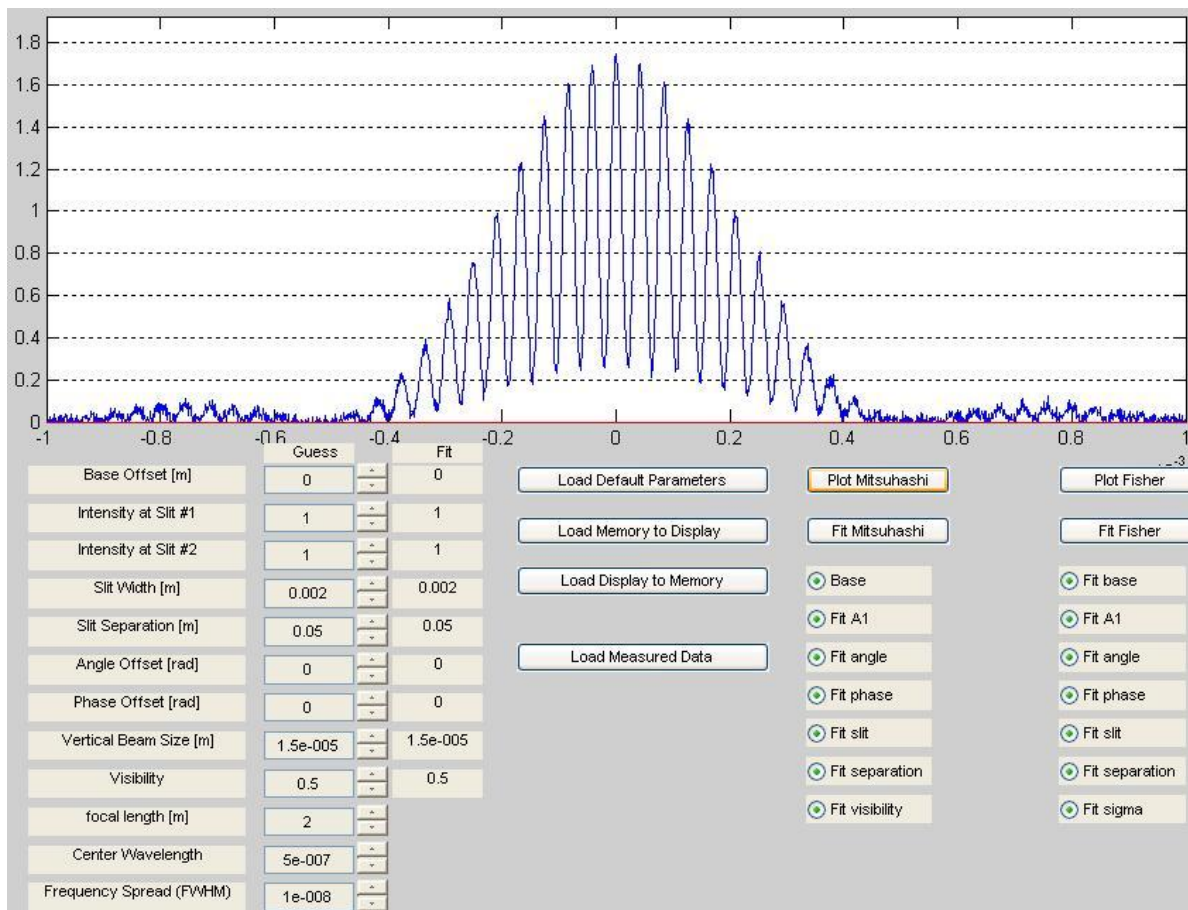 1.8
1.6
1.4
1.2
1
0.8
0.6
0.4
0.2
0
-1 -0.8 -0.6 -0.4 -0.2 0 0.2 0.4 0.6 0.8 1
Guess Fit
Base Offset [m] 0 0 Load Default Parameters Plot Mitsuhashi Plot Fisher
Intensity at Slit #1 1 1 Load Memory to Display Fit Mitsuhashi Fit Fisher
Intensity at Slit #2 1 1
Slit Width [m] 0.002 0.002 Load Display to Memory Base Fit base
Slit Separation [m] 0.05 0.05 Fit A1 Fit A1
Angle Offset [rad] 0 0 Load Measured Data Fit angle Fit angle
Phase Offset [rad] 0 0 Fit phase Fit phase
Vertical Beam Size [m] 1.5e-005 1.5e-005 Fit slit Fit slit
Visibility 0.5 0.5 Fit separation Fit separation
focal length [m] 2 Fit visibility Fit sigma
Center Wavelength 5e-007
Frequency Spread (FWHM) 1e-008